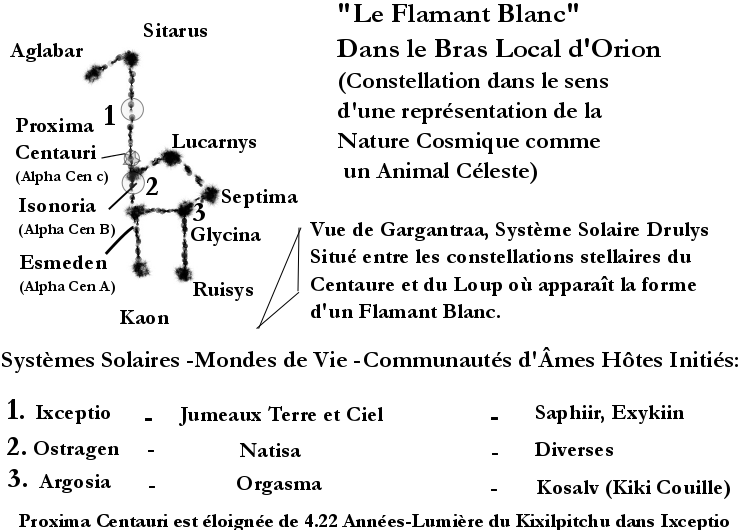 "Le Flamant Blanc"
Dans le Bras Local d'Orion
(Constellation dans le sens
d'une représentation de la
Nature Cosmique comme
un Animal Céleste)
Sitarus
Aglabar
1
Proxima
Centauri
(Alpha Cen c)
Lucarnys
2
Isonoria
(Alpha Cen B)
Septima
3
Glycina
Esmeden
(Alpha Cen A)
Ruisys
Kaon
Vue de Gargantraa, Système Solaire Drulys
Situé entre les constellations stellaires du
Centaure et du Loup où apparaît la forme
d'un Flamant Blanc.
Systèmes Solaires -Mondes de Vie -Communautés d'Âmes Hôtes Initiés:
1. Ixceptio - Jumeaux Terre et Ciel - Saphiir, Exykiin
2. Ostragen - Natisa - Diverses
3. Argosia - Orgasma - Kosalv (Kiki Couille)
Proxima Centauri est éloignée de 4.22 Années-Lumière du Kixilpitchu dans Ixceptio